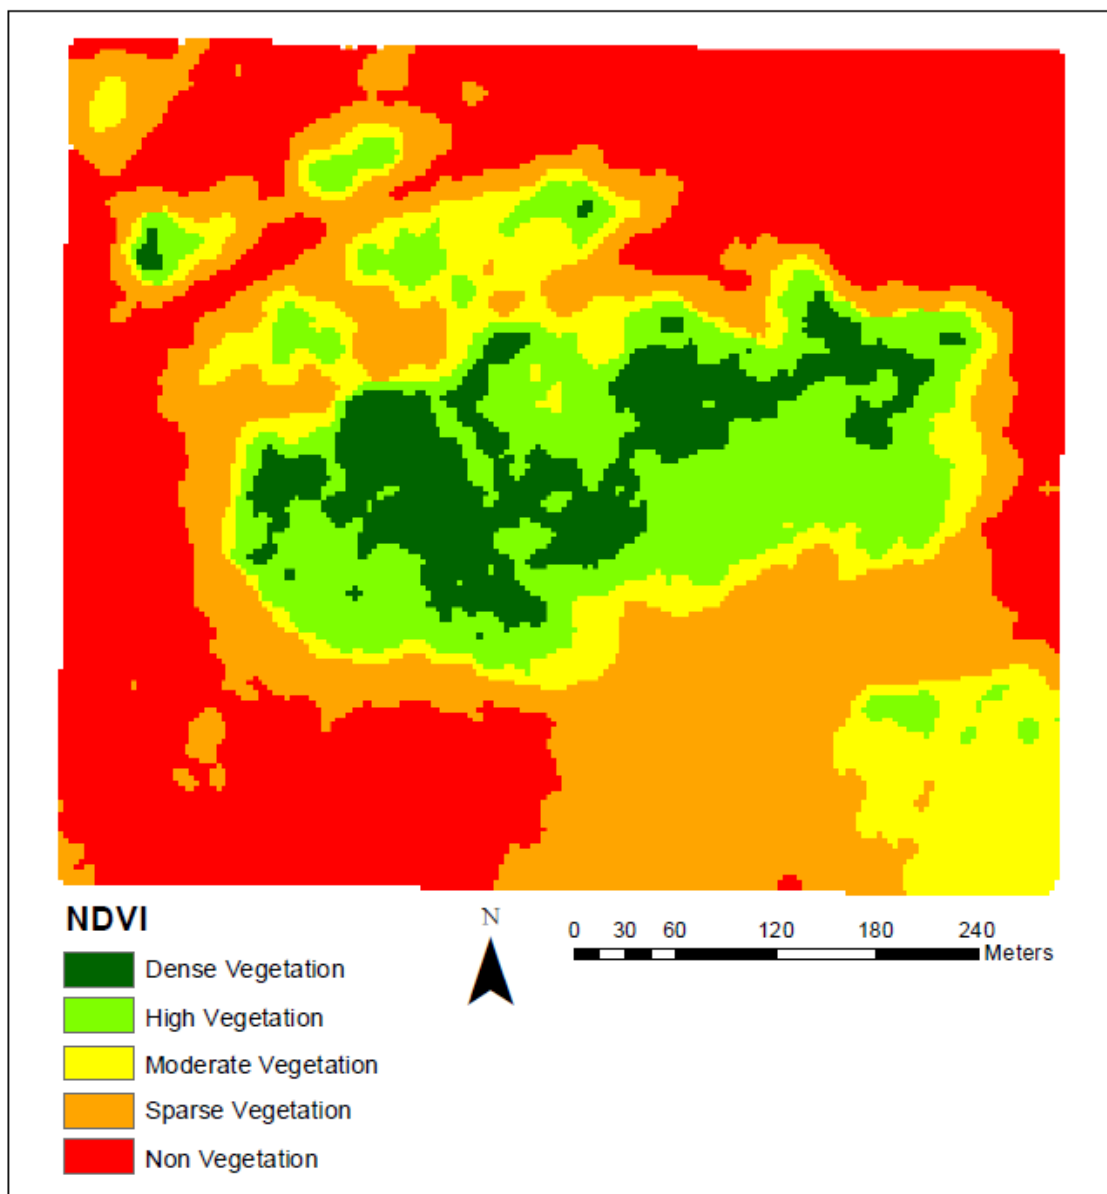 NDVI
Dense Vegetation
High Vegetation
Moderate Vegetation
Sparse Vegetation
Non Vegetation
N
0 30 60 120 180 240
Meters